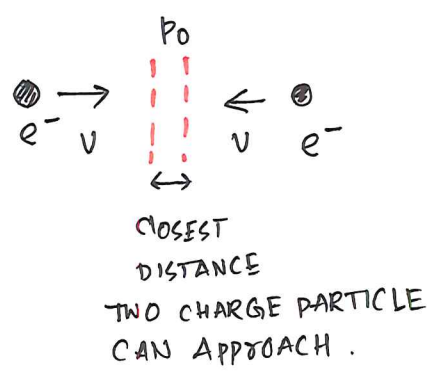 Po
e⁻ v v e⁻
CLOSEST
DISTANCE
TWO CHARGE PARTICLE
CAN APPROACH .